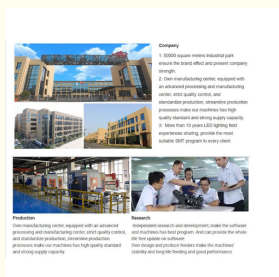 Company
1: 50000 square meters industrial park
ensure the brand effect and present company
strength.
2: Own manufacturing center, equipped with
an advanced processing and manufacturing
center, strict quality control, and
standardize production, streamline production
processes make our machines has high
quality standard and strong supply capacity.
3: More than 10 years LED lighting field
experiences sharing, provide the most
suitable SMT program to every client
Production
Own manufacturing center, equipped with an advanced
processing and manufacturing center, strict quality control,
and standardize production, streamline production
processes make our machines has high quality standard
and strong supply capacity.
Research
Independent research and development, make the software
and machines has best program. And can provide the whole
life free update on software.
Own design and produce feeders make the machines'
stability and long life feeding and good performance.